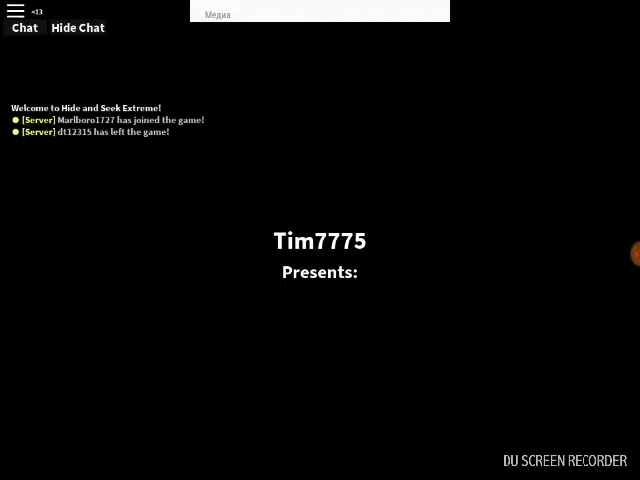 <13
Медиа
Chat Hide Chat
Welcome to Hide and Seek Extreme!
[Server] Marlboro1727 has joined the game!
[Server] dt12315 has left the game!
Tim7775
Presents:
DU SCREEN RECORDER